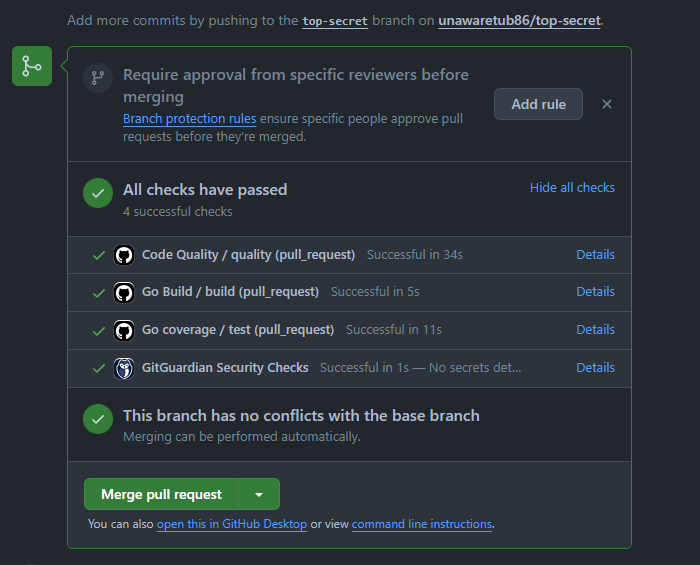 Add more commits by pushing to the top-secret branch on unawaretub86/top-secret.
Require approval from specific reviewers before
merging
Branch protection rules ensure specific people approve pull
requests before they're merged.
Add rule
All checks have passed
4 successful checks
Hide all checks
Code Quality / quality (pull_request) Successful in 34s Details
Go Build / build (pull_request) Successful in 5s Details
Go coverage / test (pull_request) Successful in 11s Details
GitGuardian Security Checks Successful in 1s — No secrets det... Details
This branch has no conflicts with the base branch
Merging can be performed automatically.
Merge pull request
You can also open this in GitHub Desktop or view command line instructions.